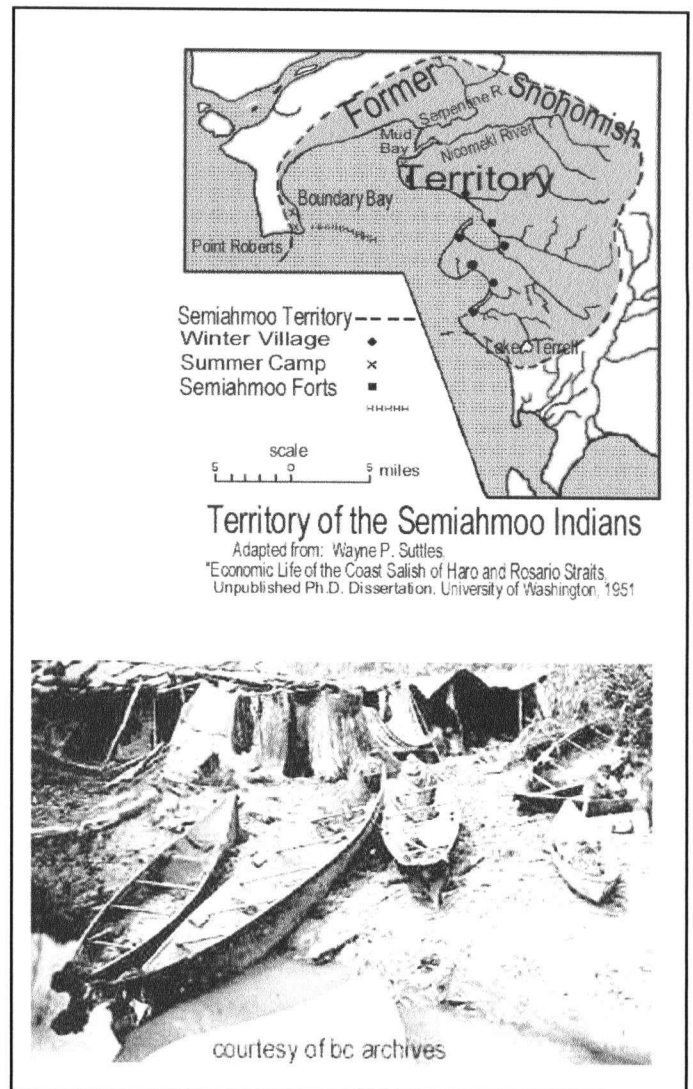 Former
Snohomish
Serpentine R.
Mud
Bay
Nicomekl River
Territory
Boundary Bay
Point Roberts
Lake Terrell
Semiahmoo Territory
Winter Village
Summer Camp
Semiahmoo Forts
scale
5 0 5 miles
Territory of the Semiahmoo Indians
Adapted from: Wayne P. Suttles,
"Economic Life of the Coast Salish of Haro and Rosario Straits,
Unpublished Ph.D. Dissertation, University of Washington, 1951
courtesy of bc archives